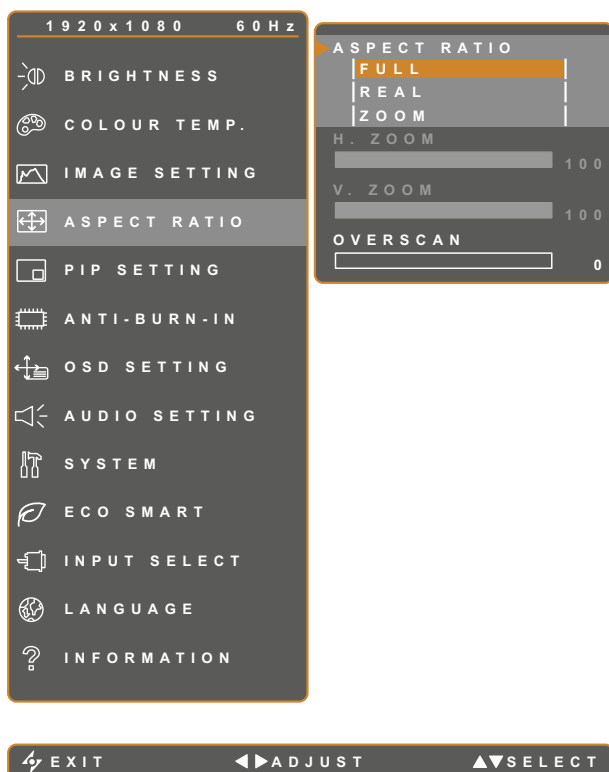 1920x1080 60Hz
BRIGHTNESS
COLOUR TEMP.
IMAGE SETTING
ASPECT RATIO
PIP SETTING
ANTI-BURN-IN
OSD SETTING
AUDIO SETTING
SYSTEM
ECO SMART
INPUT SELECT
LANGUAGE
INFORMATION
ASPECT RATIO
FULL
REAL
ZOOM
H. ZOOM
100
V. ZOOM
100
OVERSCAN
0
EXIT ADJUST SELECT